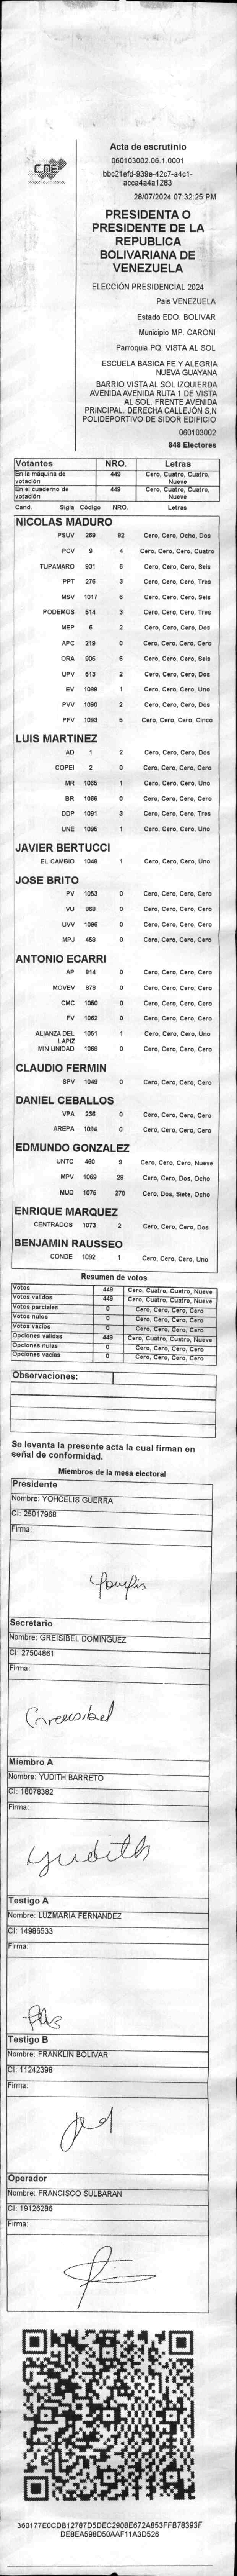 CNE
Acta de escrutinio
060103002.06.1.0001
bbc21efd-939e-42c7-a4c1-
acca4a4a1283
28/07/2024 07:32:25 PM
PRESIDENTA O
PRESIDENTE DE LA
REPUBLICA
BOLIVARIANA DE
VENEZUELA
ELECCIÓN PRESIDENCIAL 2024
Pais VENEZUELA
Estado EDO. BOLIVAR
Municipio MP. CARONI
Parroquia PQ. VISTA AL SOL
ESCUELA BASICA FE Y ALEGRIA
NUEVA GUAYANA
BARRIO VISTA AL SOL IZQUIERDA
AVENIDA AVENIDA RUTA 1 DE VISTA
AL SOL. FRENTE AVENIDA
PRINCIPAL. DERECHA CALLEJÓN S,N
POLIDEPORTIVO DE SIDOR EDIFICIO
060103002
848 Electores
Votantes NRO. Letras
En la máquina de votación 449 Cero, Cuatro, Cuatro, Nueve
En el cuaderno de votación 449 Cero, Cuatro, Cuatro, Nueve
Cand. Sigla Código NRO. Letras
NICOLAS MADURO
PSUV 269 82 Cero, Cero, Ocho, Dos
PCV 9 4 Cero, Cero, Cero, Cuatro
TUPAMARO 931 6 Cero, Cero, Cero, Seis
PPT 276 3 Cero, Cero, Cero, Tres
MSV 1017 6 Cero, Cero, Cero, Seis
PODEMOS 514 3 Cero, Cero, Cero, Tres
MEP 6 2 Cero, Cero, Cero, Dos
APC 219 0 Cero, Cero, Cero, Cero
ORA 906 6 Cero, Cero, Cero, Seis
UPV 513 2 Cero, Cero, Cero, Dos
EV 1089 1 Cero, Cero, Cero, Uno
PVV 1090 2 Cero, Cero, Cero, Dos
PFV 1093 5 Cero, Cero, Cero, Cinco
LUIS MARTINEZ
AD 1 2 Cero, Cero, Cero, Dos
COPEI 2 0 Cero, Cero, Cero, Cero
MR 1065 1 Cero, Cero, Cero, Uno
BR 1066 0 Cero, Cero, Cero, Cero
DDP 1091 3 Cero, Cero, Cero, Tres
UNE 1095 1 Cero, Cero, Cero, Uno
JAVIER BERTUCCI
EL CAMBIO 1048 1 Cero, Cero, Cero, Uno
JOSE BRITO
PV 1053 0 Cero, Cero, Cero, Cero
VU 868 0 Cero, Cero, Cero, Cero
UVV 1096 0 Cero, Cero, Cero, Cero
MPJ 458 0 Cero, Cero, Cero, Cero
ANTONIO ECARRI
AP 814 0 Cero, Cero, Cero, Cero
MOVEV 878 0 Cero, Cero, Cero, Cero
CMC 1050 0 Cero, Cero, Cero, Cero
FV 1062 0 Cero, Cero, Cero, Cero
ALIANZA DEL LAPIZ 1051 1 Cero, Cero, Cero, Uno
MIN UNIDAD 1068 0 Cero, Cero, Cero, Cero
CLAUDIO FERMIN
SPV 1049 0 Cero, Cero, Cero, Cero
DANIEL CEBALLOS
VPA 236 0 Cero, Cero, Cero, Cero
AREPA 1094 0 Cero, Cero, Cero, Cero
EDMUNDO GONZALEZ
UNTC 460 9 Cero, Cero, Cero, Nueve
MPV 1069 28 Cero, Cero, Dos, Ocho
MUD 1075 278 Cero, Dos, Siete, Ocho
ENRIQUE MARQUEZ
CENTRADOS 1073 2 Cero, Cero, Cero, Dos
BENJAMIN RAUSSEO
CONDE 1092 1 Cero, Cero, Cero, Uno
Resumen de votos
Votos 449 Cero, Cuatro, Cuatro, Nueve
Votos validos 449 Cero, Cuatro, Cuatro, Nueve
Votos parciales 0 Cero, Cero, Cero, Cero
Votos nulos 0 Cero, Cero, Cero, Cero
Votos vacíos 0 Cero, Cero, Cero, Cero
Opciones validas 449 Cero, Cuatro, Cuatro, Nueve
Opciones nulas 0 Cero, Cero, Cero, Cero
Opciones vacías 0 Cero, Cero, Cero, Cero
Observaciones:
Se levanta la presente acta la cual firman en
señal de conformidad.
Miembros de la mesa electoral
Presidente
Nombre: YOHCELIS GUERRA
CI: 25017968
Firma:
Secretario
Nombre: GREISIBEL DOMINGUEZ
CI: 27504861
Firma:
Greeisibel
Miembro A
Nombre: YUDITH BARRETO
CI: 18078382
Firma:
Yudith
Testigo A
Nombre: LUZMARIA FERNANDEZ
CI: 14986533
Firma:
Testigo B
Nombre: FRANKLIN BOLIVAR
CI: 11242398
Firma:
Operador
Nombre: FRANCISCO SULBARAN
CI: 19126286
Firma:
360177E0CDB12787D5DEC2908E672A853FFB78393F
DE8EA598D50AAF11A3D526